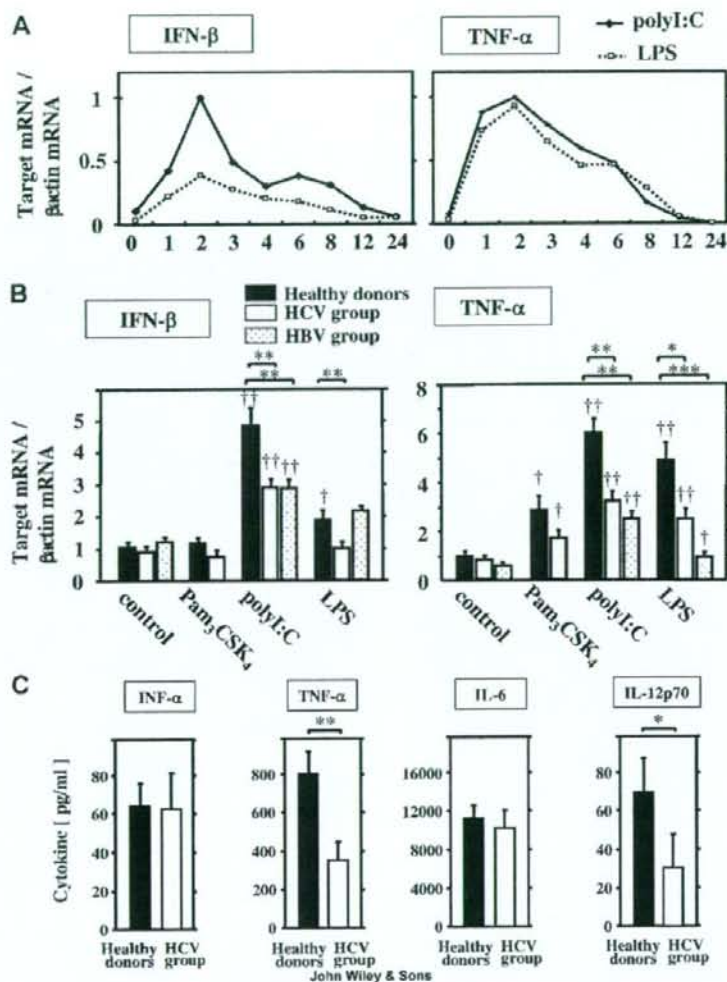 A
IFN-β
TNF-α
polyI:C
LPS
Target mRNA /
βactin mRNA
1
0.5
0
0 1 2 3 4 6 8 12 24
0 1 2 3 4 6 8 12 24
B
IFN-β
Healthy donors
HCV group
HBV group
TNF-α
** ** **
** ** * ***
†† †† †† †
† † †† †† †† †† †† †
Target mRNA /
βactin mRNA
5
4
3
2
1
0
8
6
4
2
0
control Pam3CSK4 polyI:C LPS
control Pam3CSK4 polyI:C LPS
C
INF-α
TNF-α
IL-6
IL-12p70
** *
Cytokine [ pg/ml ]
80
60
40
20
0
800
600
400
200
0
16000
12000
8000
4000
0
80
60
40
20
0
Healthy donors HCV group
Healthy donors HCV group
Healthy donors HCV group
Healthy donors HCV group
John Wiley & Sons